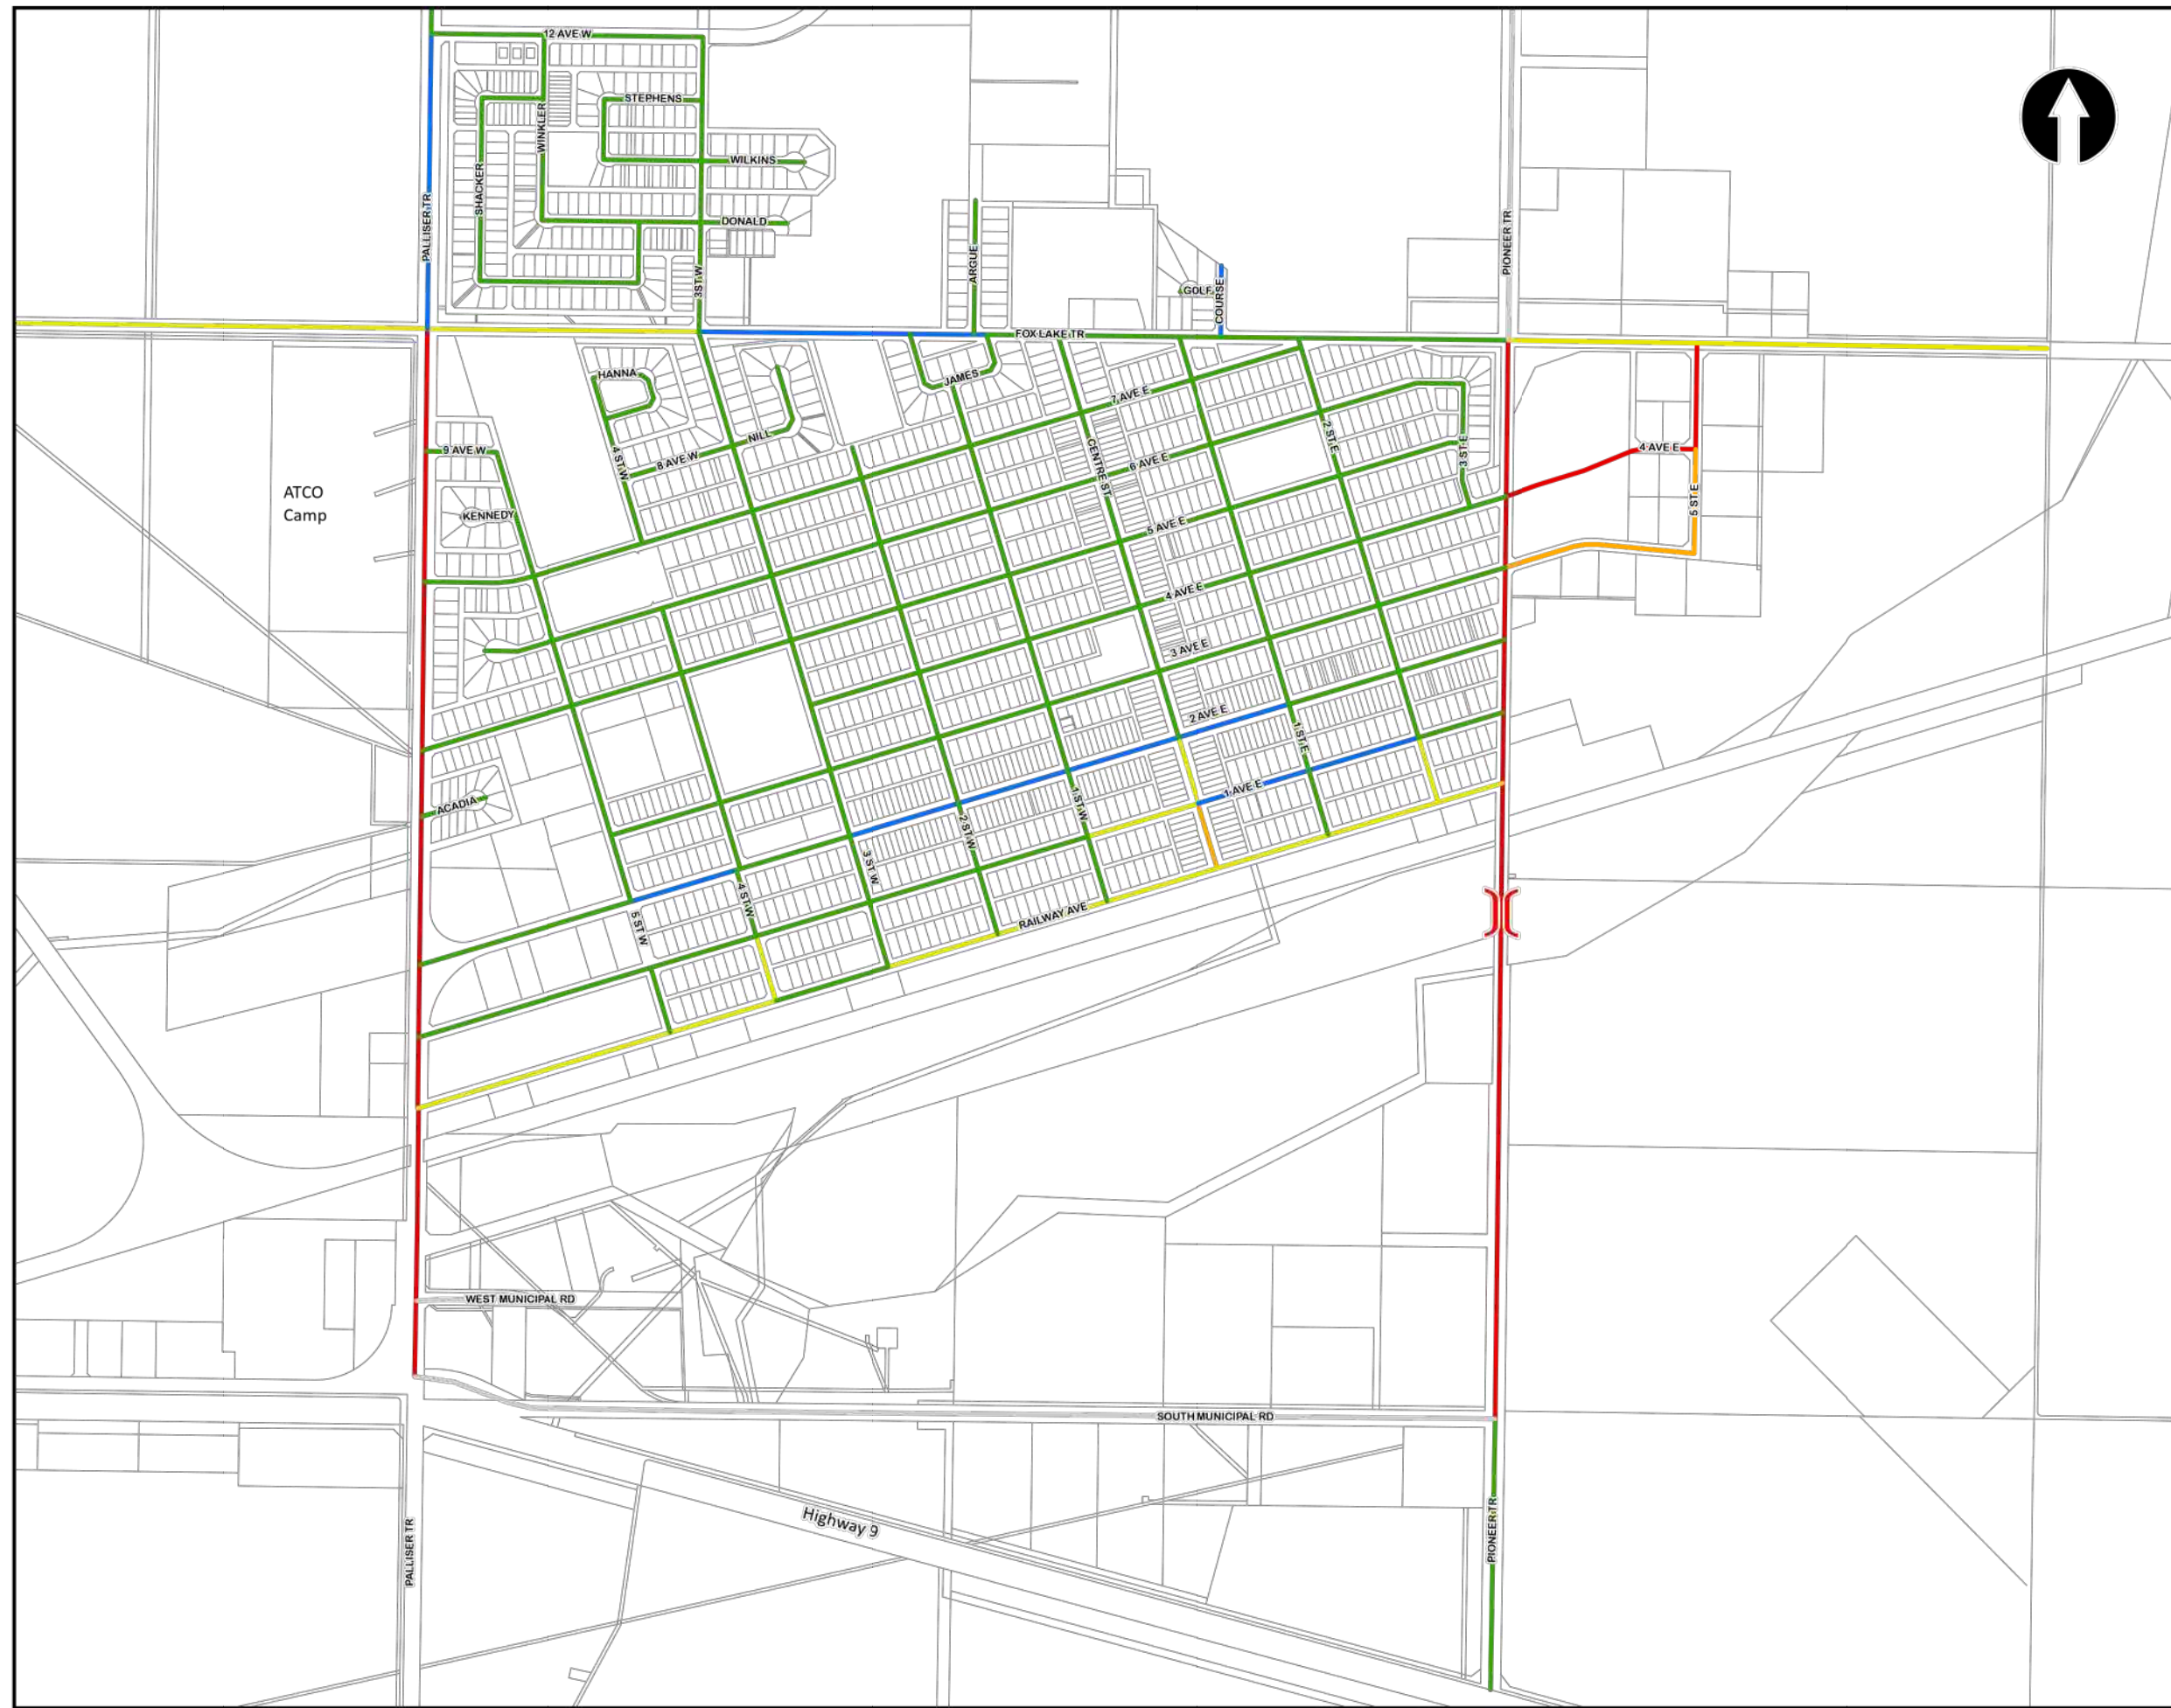 12 AVE W
STEPHENS
WINKLER
WILKINS
SHACKER
DONALD
PALLISER TR
3ST W
ARGUE
GOLF
COURSE
PIONEER TR
FOX LAKE TR
HANNA
JAMES
7 AVE E
NILL
2 ST E
9 AVE W
4 ST W
8 AVE W
CENTRE ST
6 AVE E
3 ST E
4 AVE E
ATCO
Camp
KENNEDY
5 AVE E
5 ST E
4 AVE E
3 AVE E
2 AVE E
1 ST E
ACADIA
1 ST W
1 AVE E
2 ST W
3 ST W
4 ST W
5 ST W
RAILWAY AVE
WEST MUNICIPAL RD
SOUTH MUNICIPAL RD
Highway 9
PALLISER TR
PIONEER TR